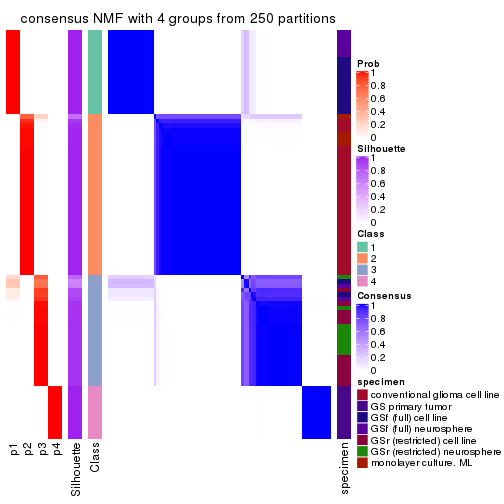 consensus NMF with 4 groups from 250 partitions
Prob
1
0.8
0.6
0.4
0.2
0
Silhouette
1
0.8
0.6
0.4
0.2
0
Class
1
2
3
4
Consensus
1
0.8
0.6
0.4
0.2
0
specimen
conventional glioma cell line
GS primary tumor
GSf (full) cell line
GSf (full) neurosphere
GSr (restricted) cell line
GSr (restricted) neurosphere
monolayer culture. ML
p1
p2
p3
p4
Silhouette
Class
specimen